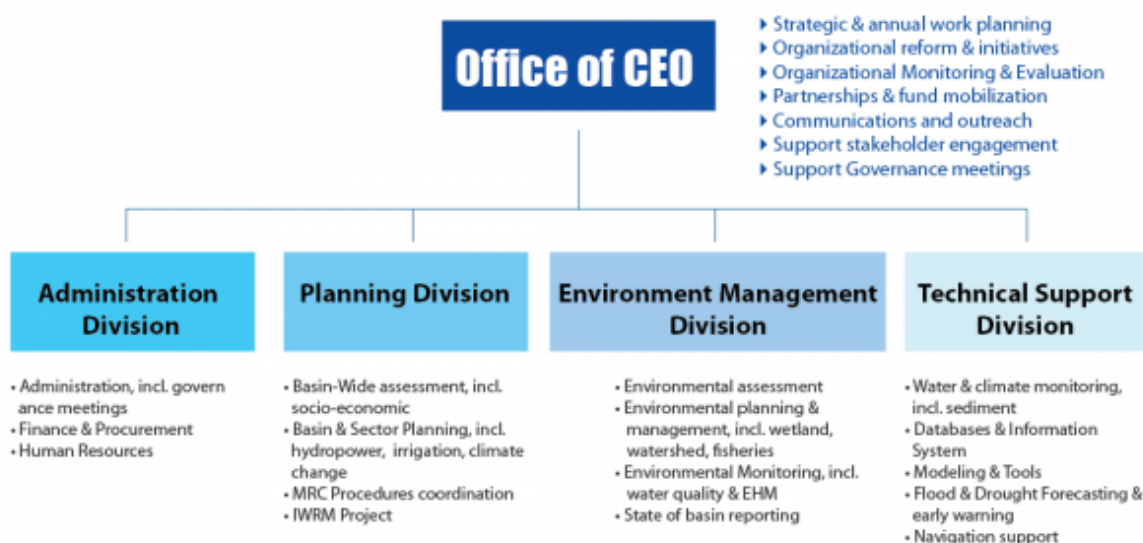 Office of CEO
Strategic & annual work planning
Organizational reform & initiatives
Organizational Monitoring & Evaluation
Partnerships & fund mobilization
Communications and outreach
Support stakeholder engagement
Support Governance meetings
Administration
Division
• Administration, incl. govern
ance meetings
• Finance & Procurement
• Human Resources
Planning Division
• Basin-Wide assessment, incl.
socio-economic
• Basin & Sector Planning, incl.
hydropower, irrigation, climate
change
• MRC Procedures coordination
• IWRM Project
Environment Management
Division
• Environmental assessment
• Environmental planning &
management, incl. wetland,
watershed, fisheries
• Environmental Monitoring, incl.
water quality & EHM
• State of basin reporting
Technical Support
Division
• Water & climate monitoring,
incl. sediment
• Databases & Information
System
• Modeling & Tools
• Flood & Drought Forecasting &
early warning
• Navigation support